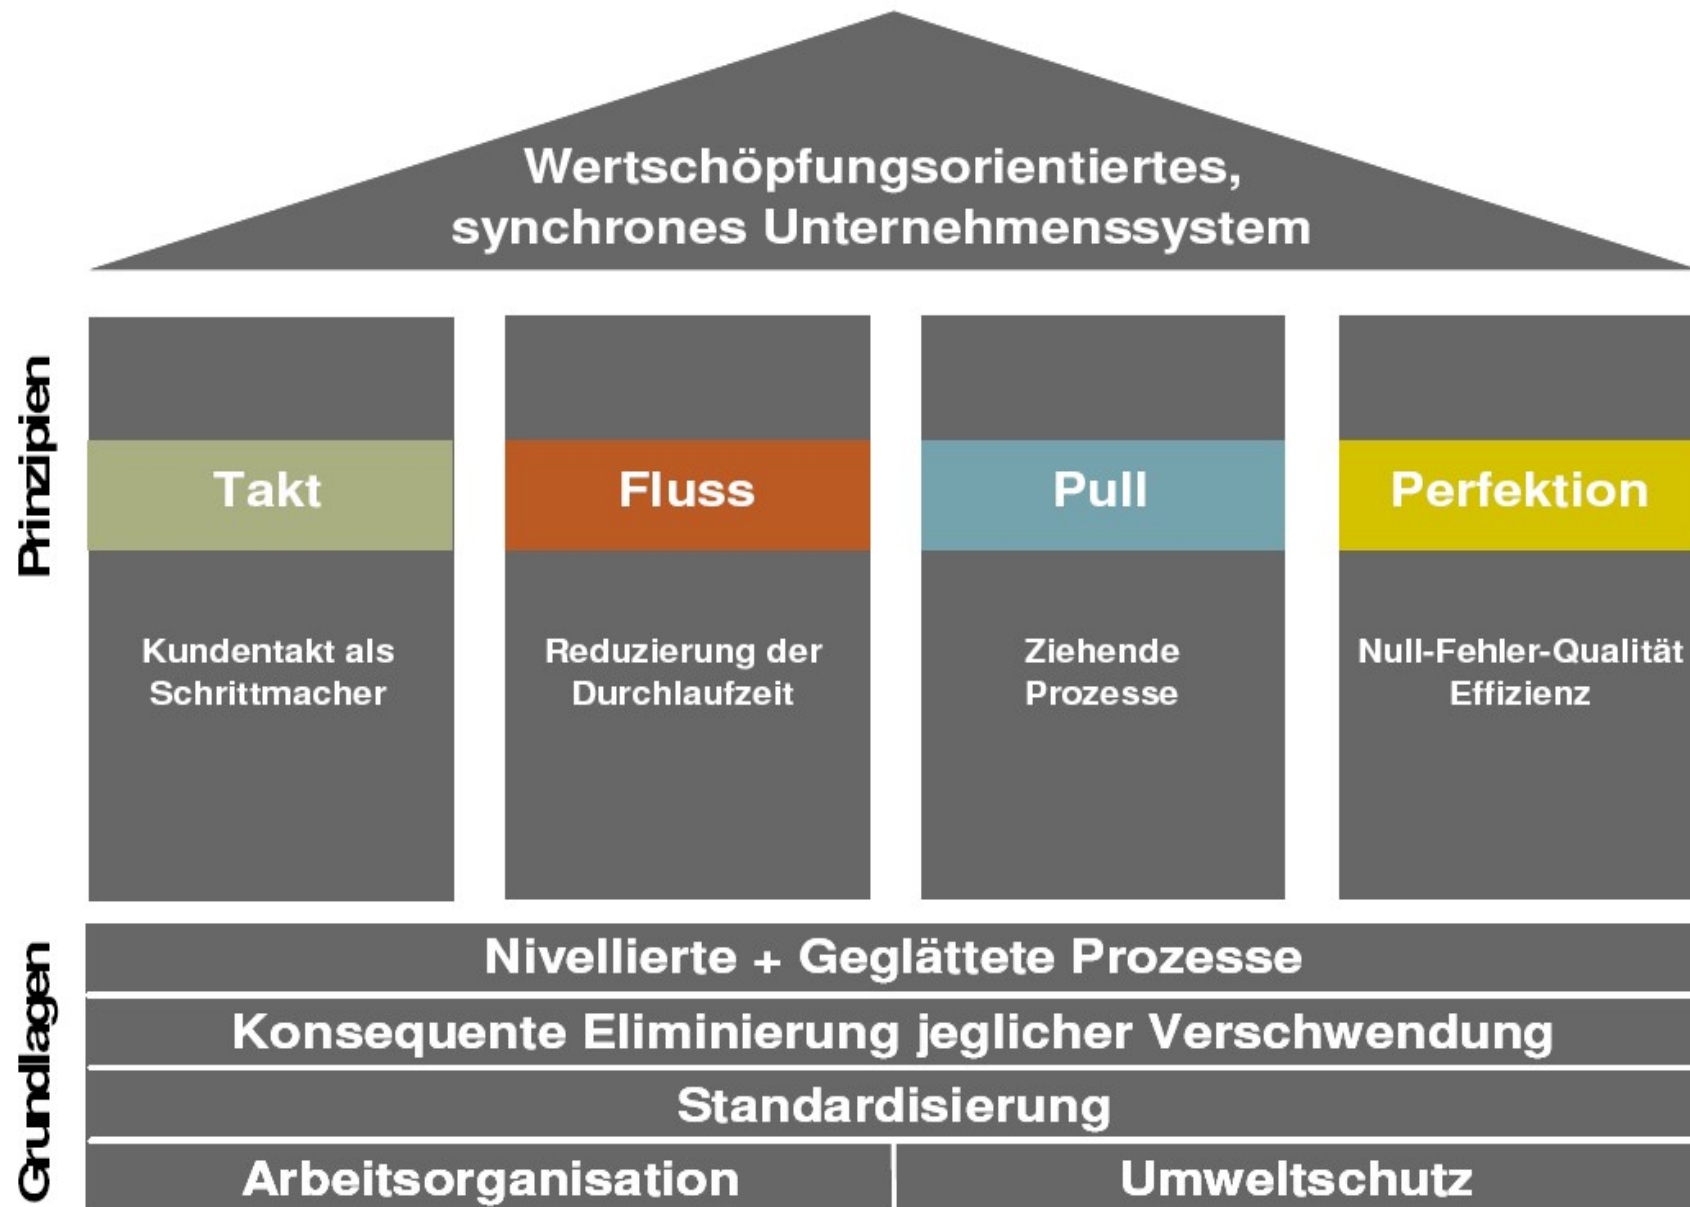 Wertschöpfungsorientiertes,
synchrones Unternehmenssystem
Prinzipien
Takt
Kundentakt als
Schrittmacher
Fluss
Reduzierung der
Durchlaufzeit
Pull
Ziehende
Prozesse
Perfektion
Null-Fehler-Qualität
Effizienz
Grundlagen
Nivellierte + Geglättete Prozesse
Konsequente Eliminierung jeglicher Verschwendung
Standardisierung
Arbeitsorganisation
Umweltschutz